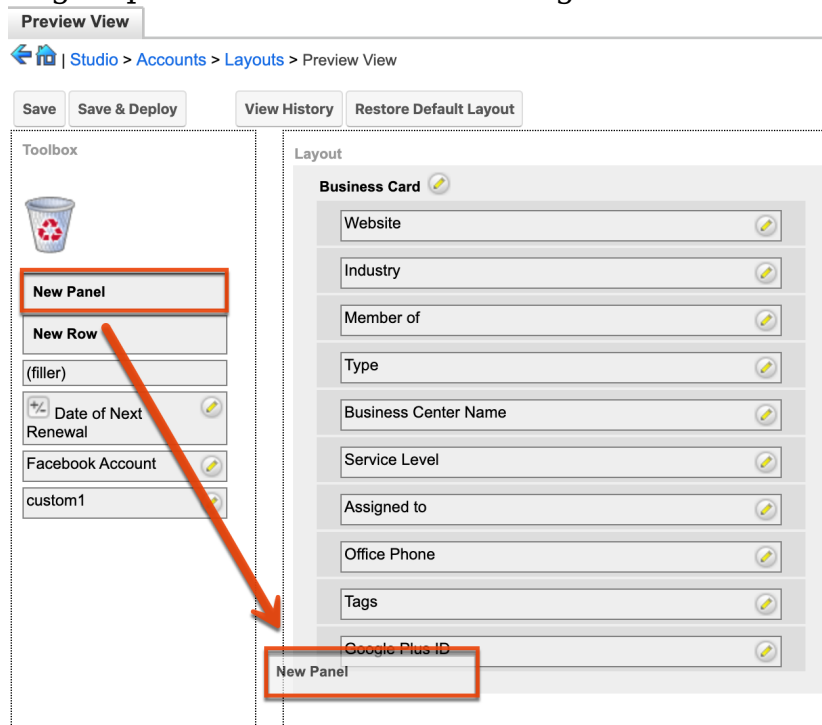 Preview View
| Studio > Accounts > Layouts > Preview View
Save Save & Deploy View History Restore Default Layout
Toolbox
New Panel
New Row
(filler)
+/- Date of Next
Renewal
Facebook Account
custom1
Layout
Business Card
Website
Industry
Member of
Type
Business Center Name
Service Level
Assigned to
Office Phone
Tags
Google Plus ID
New Panel